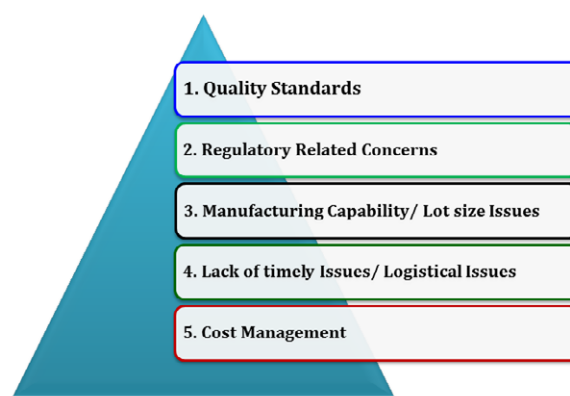 1. Quality Standards
2. Regulatory Related Concerns
3. Manufacturing Capability/ Lot size Issues
4. Lack of timely Issues/ Logistical Issues
5. Cost Management